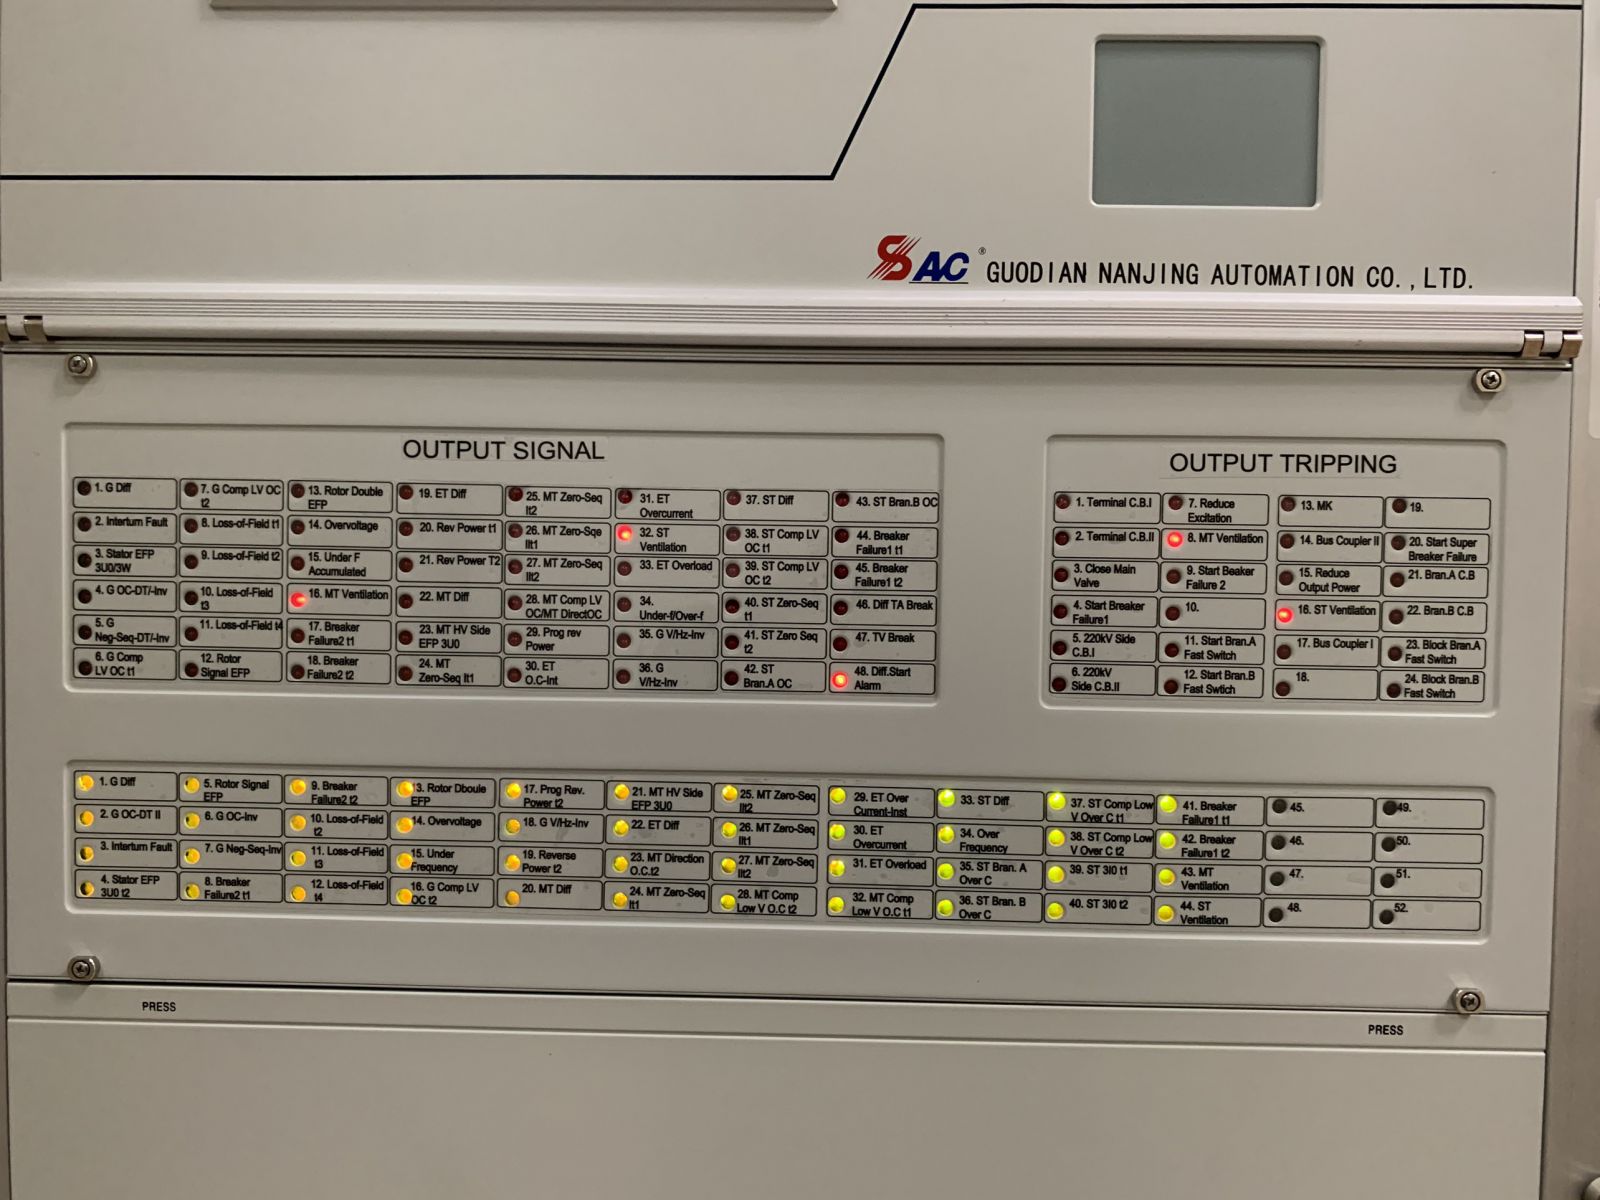 SAC® GUODIAN NANJING AUTOMATION CO.,LTD.
OUTPUT SIGNAL
1. G Diff
2. Intertum Fault
3. Stator EFP
3U0/3W
4. G OC-DT/-Inv
5. G
Neg-Seq-DT/-Inv
6. G Comp
LV OC t1
7. G Comp LV OC
t2
8. Loss-of-Field t1
9. Loss-of-Field t2
10. Loss-of-Field
t3
11. Loss-of-Field t4
12. Rotor
Signal EFP
13. Rotor Double
EFP
14. Overvoltage
15. Under F
Accumulated
16. MT Ventilation
17. Breaker
Failure2 t1
18. Breaker
Failure2 t2
19. ET Diff
20. Rev Power t1
21. Rev Power T2
22. MT Diff
23. MT HV Side
EFP 3U0
24. MT
Zero-Seq It1
25. MT Zero-Seq
It2
26. MT Zero-Sqe
IIt1
27. MT Zero-Seq
IIt2
28. MT Comp LV
OC/MT DirectOC
29. Prog rev
Power
30. ET
O.C-Int
31. ET
Overcurrent
32. ST
Ventilation
33. ET Overload
34.
Under-f/Over-f
35. G V/Hz-Inv
36. G
V/Hz-Inv
37. ST Diff
38. ST Comp LV
OC t1
39. ST Comp LV
OC t2
40. ST Zero-Seq
t1
41. ST Zero Seq
t2
42. ST
Bran.A OC
43. ST Bran.B OC
44. Breaker
Failure1 t1
45. Breaker
Failure1 t2
46. Diff TA Break
47. TV Break
48. Diff.Start
Alarm
OUTPUT TRIPPING
1. Terminal C.B.I
2. Terminal C.B.II
3. Close Main
Valve
4. Start Breaker
Failure1
5. 220kV Side
C.B.I
6. 220kV
Side C.B.II
7. Reduce
Excitation
8. MT Ventilation
9. Start Beaker
Failure 2
10.
11. Start Bran.A
Fast Switch
12. Start Bran.B
Fast Swtich
13. MK
14. Bus Coupler II
15. Reduce
Output Power
16. ST Ventilation
17. Bus Coupler I
18.
19.
20. Start Super
Breaker Failure
21. Bran.A C.B
22. Bran.B C.B
23. Block Bran.A
Fast Switch
24. Block Bran.B
Fast Switch
1. G Diff
2. G OC-DT II
3. Intertum Fault
4. Stator EFP
3U0 t2
5. Rotor Signal
EFP
6. G OC-Inv
7. G Neg-Seq-Inv
8. Breaker
Failure2 t1
9. Breaker
Failure2 t2
10. Loss-of-Field
t2
11. Loss-of-Field
t3
12. Loss-of-Field
t4
13. Rotor Dboule
EFP
14. Overvoltage
15. Under
Frequency
16. G Comp LV
OC t2
17. Prog Rev.
Power t2
18. G V/Hz-Inv
19. Reverse
Power t2
20. MT Diff
21. MT HV Side
EFP 3U0
22. ET Diff
23. MT Direction
O.C.t2
24. MT Zero-Seq
It1
25. MT Zero-Seq
IIt2
26. MT Zero-Seq
IIt1
27. MT Zero-Seq
IIt2
28. MT Comp
Low V O.C t2
29. ET Over
Current-Inst
30. ET
Overcurrent
31. ET Overload
32. MT Comp
Low V O.C t1
33. ST Diff
34. Over
Frequency
35. ST Bran. A
Over C
36. ST Bran. B
Over C
37. ST Comp Low
V Over C t1
38. ST Comp Low
V Over C t2
39. ST 3I0 t1
40. ST 3I0 t2
41. Breaker
Failure1 t1
42. Breaker
Failure1 t2
43. MT
Ventilation
44. ST
Ventilation
45.
46.
47.
48.
49.
50.
51.
52.
PRESS
PRESS